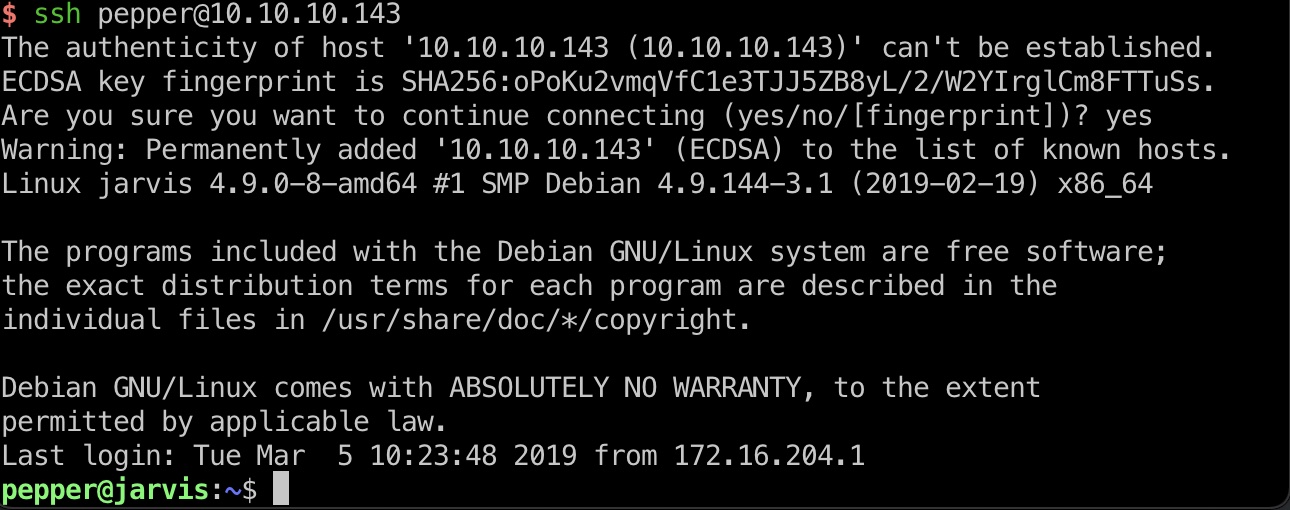 $ ssh pepper@10.10.10.143
The authenticity of host '10.10.10.143 (10.10.10.143)' can't be established.
ECDSA key fingerprint is SHA256:oPoKu2vmqVfC1e3TJJ5ZB8yL/2/W2YIrglCm8FTTuSs.
Are you sure you want to continue connecting (yes/no/[fingerprint])? yes
Warning: Permanently added '10.10.10.143' (ECDSA) to the list of known hosts.
Linux jarvis 4.9.0-8-amd64 #1 SMP Debian 4.9.144-3.1 (2019-02-19) x86_64

The programs included with the Debian GNU/Linux system are free software;
the exact distribution terms for each program are described in the
individual files in /usr/share/doc/*/copyright.

Debian GNU/Linux comes with ABSOLUTELY NO WARRANTY, to the extent
permitted by applicable law.
Last login: Tue Mar  5 10:23:48 2019 from 172.16.204.1
pepper@jarvis:~$